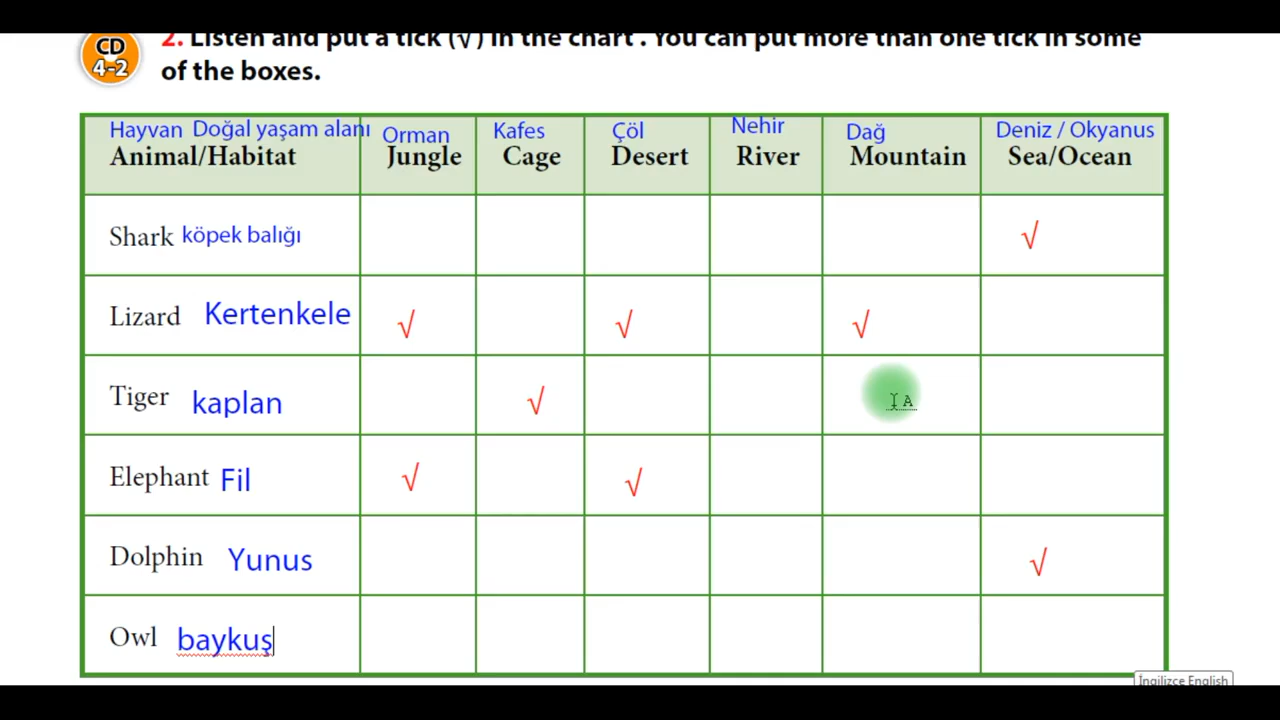 CD
4-2
2. Listen and put a tick (√) in the chart . You can put more than one tick in some
of the boxes.
Hayvan Doğal yaşam alanı Orman Kafes Çöl Nehir Dağ Deniz / Okyanus
Animal/Habitat Jungle Cage Desert River Mountain Sea/Ocean
Shark köpek balığı √
Lizard Kertenkele √ √ √
Tiger kaplan √
Elephant Fil √ √
Dolphin Yunus √
Owl baykuş
İngilizce English